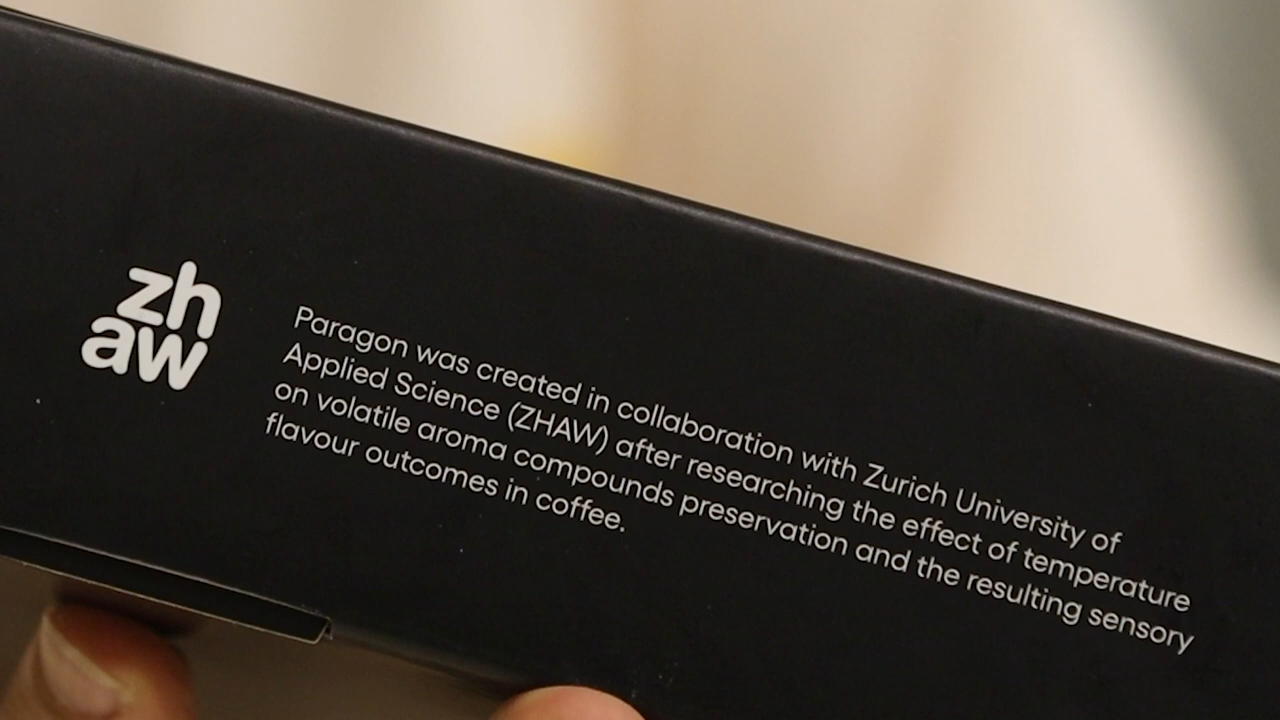 zh
aw
Paragon was created in collaboration with Zurich University of
Applied Science (ZHAW) after researching the effect of temperature
on volatile aroma compounds preservation and the resulting sensory
flavour outcomes in coffee.